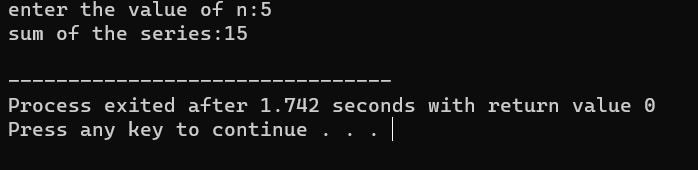 enter the value of n:5
sum of the series:15
--------------------------------
Process exited after 1.742 seconds with return value 0
Press any key to continue . . .